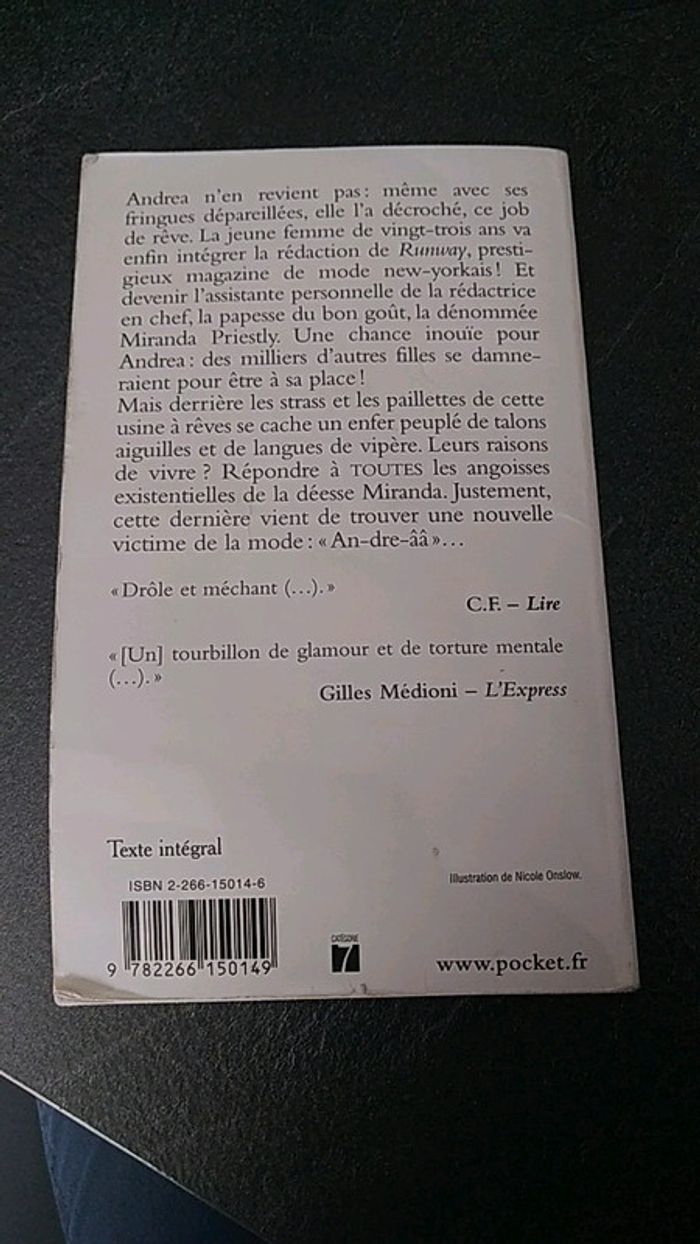 Andrea n'en revient pas : même avec ses
fringues dépareillées, elle l'a décroché, ce job
de rêve. La jeune femme de vingt-trois ans va
enfin intégrer la rédaction de Runway, presti-
gieux magazine de mode new-yorkais ! Et
devenir l'assistante personnelle de la rédactrice
en chef, la papesse du bon goût, la dénommée
Miranda Priestly. Une chance inouïe pour
Andrea : des milliers d'autres filles se damne-
raient pour être à sa place !
Mais derrière les strass et les paillettes de cette
usine à rêves se cache un enfer peuplé de talons
aiguilles et de langues de vipère. Leurs raisons
de vivre ? Répondre à TOUTES les angoisses
existentielles de la déesse Miranda. Justement,
cette dernière vient de trouver une nouvelle
victime de la mode : « An-dre-ââ »…
« Drôle et méchant (…). »
C.F. – Lire
« [Un] tourbillon de glamour et de torture mentale
(…). »
Gilles Médioni – L'Express
Texte intégral
ISBN 2-266-15014-6
Illustration de Nicole Onslow.
9 782266 150149
CATÉGORIE
7
www.pocket.fr